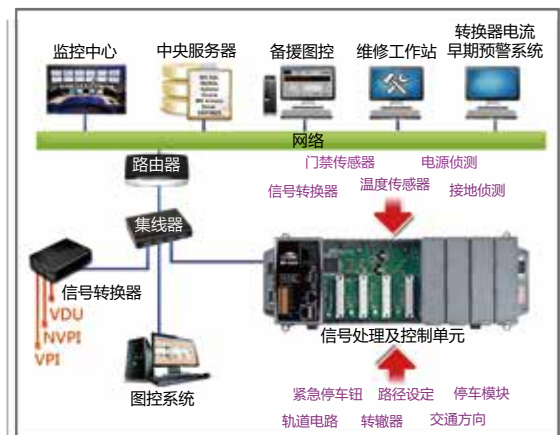 监控中心
中央服务器
备援图控
维修工作站
转换器电流
早期预警系统
网络
路由器
门禁传感器
电源侦测
信号转换器
温度传感器
接地侦测
集线器
信号转换器
VDU
NVPI
VPI
图控系统
信号处理及控制单元
紧急停车钮
路径设定
停车模块
轨道电路
转辙器
交通方向